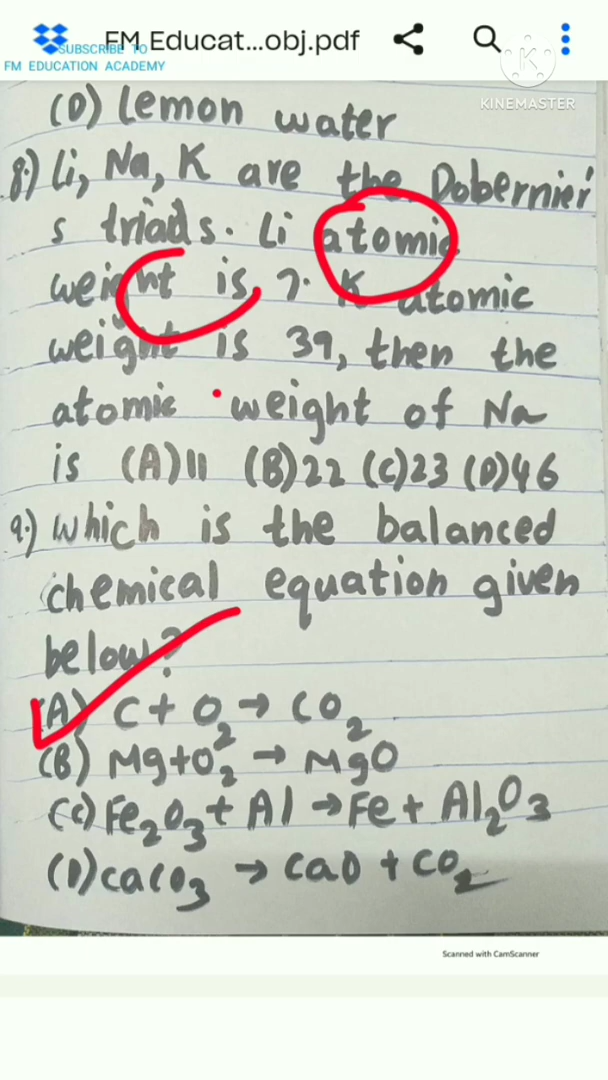 FM Educat...obj.pdf
SUBSCRIBE TO
FM EDUCATION ACADEMY
KINEMASTER
(D) Lemon water
8.) Li, Na, K are the Dobernier'
s triads. Li atomic
weight is 7. K atomic
weight is 39, then the
atomic weight of Na
is (A) 11 (B) 22 (C) 23 (D) 46
9.) which is the balanced
chemical equation given
below?
(A) C + O2 → CO2
(B) Mg + O2 → MgO
(C) Fe2O3 + Al → Fe + Al2O3
(D) CaCO3 → CaO + CO2
Scanned with CamScanner